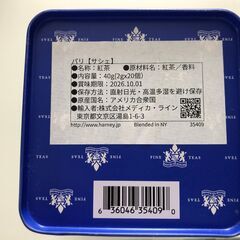 パリ【サシェ】
●名称:紅茶 ●原材料名:紅茶／香料
●内容量:40g(2gx20個)
●賞味期限:2026.10.01
●保存方法:直射日光・高温多湿を避け保存
●原産国名:アメリカ合衆国
●輸入者:株式会社メディカ・ライン
東京都文京区湯島1-6-3
http://www.harney.jp Blended in NY 35409
FINE TEAS
6 36046 35409 0